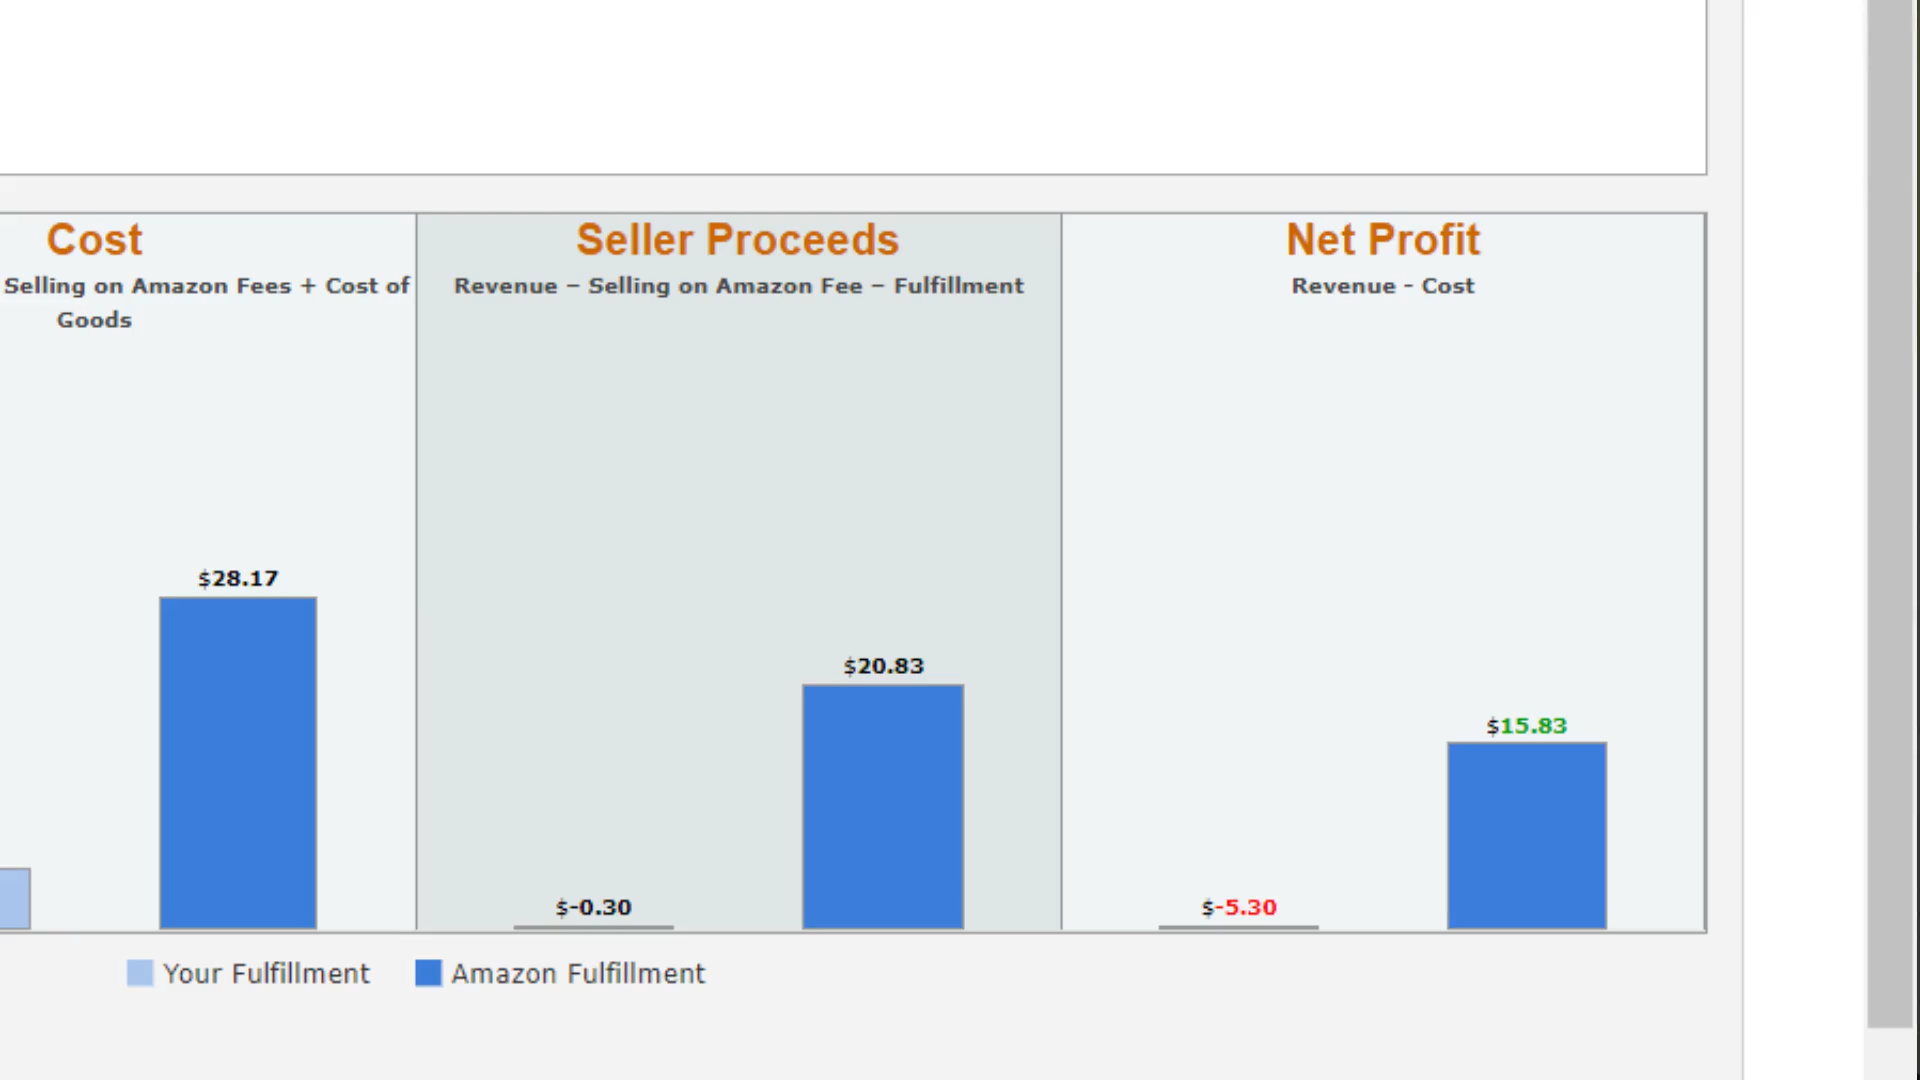 Cost
Selling on Amazon Fees + Cost of
Goods
Seller Proceeds
Revenue – Selling on Amazon Fee – Fulfillment
Net Profit
Revenue - Cost
$28.17
$20.83
$15.83
$-0.30
$-5.30
Your Fulfillment
Amazon Fulfillment